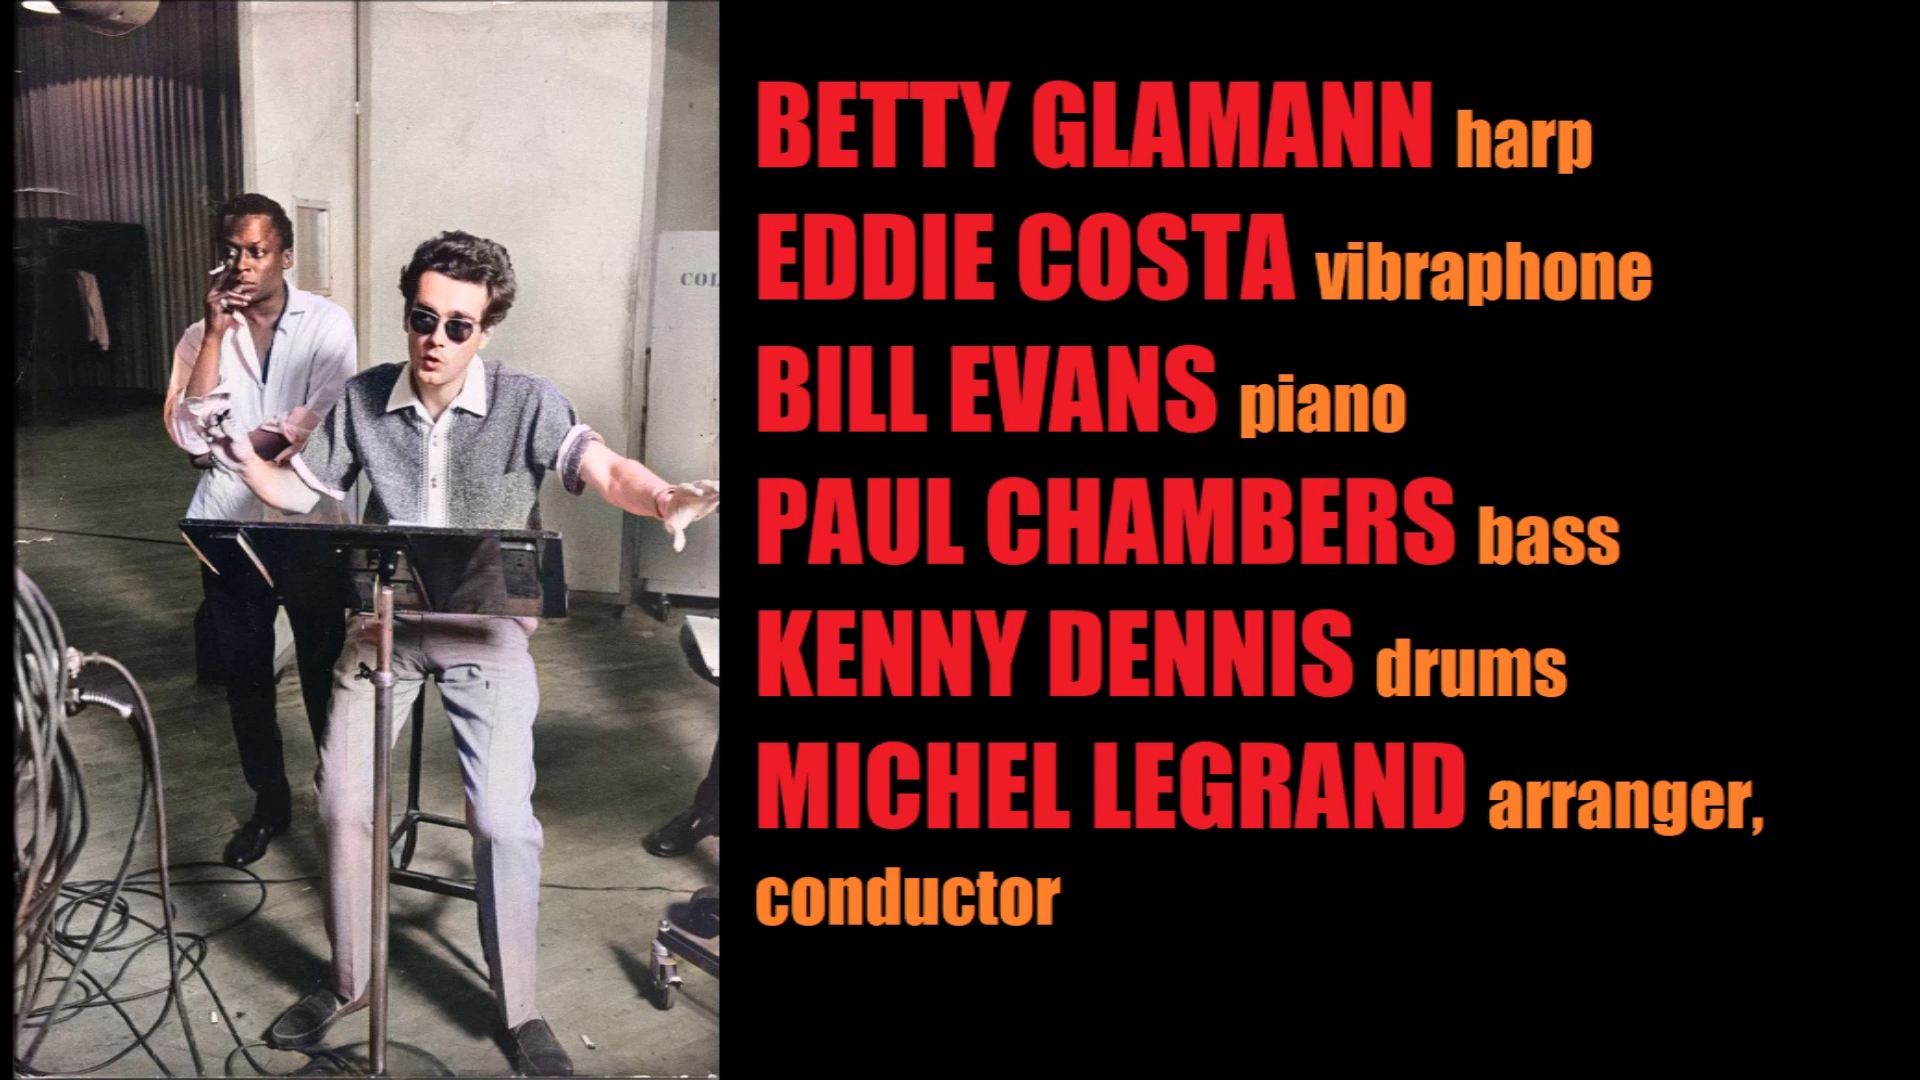 BETTY GLAMANN harp
EDDIE COSTA vibraphone
BILL EVANS piano
PAUL CHAMBERS bass
KENNY DENNIS drums
MICHEL LEGRAND arranger,
conductor
COL